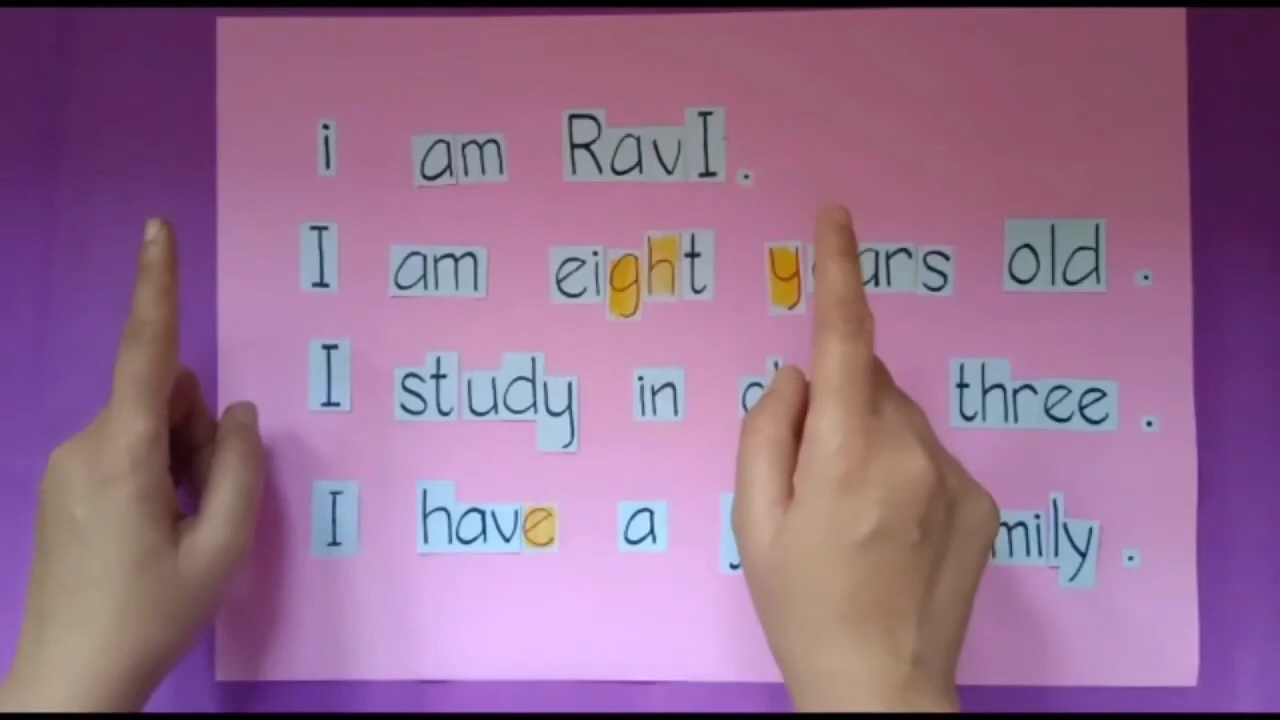 i am RavI.
I am eight years old.
I study in three.
I have a